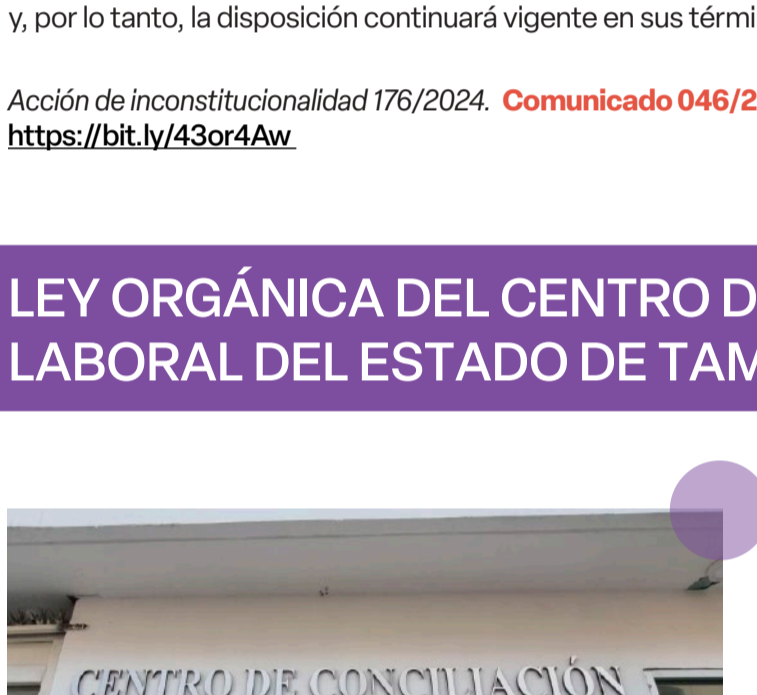 y, por lo tanto, la disposición continuará vigente en sus térmi
Acción de inconstitucionalidad 176/2024. Comunicado 046/2
https://bit.ly/43or4Aw
LEY ORGÁNICA DEL CENTRO D
LABORAL DEL ESTADO DE TAM
CENTRO DE CONCILIACIÓN